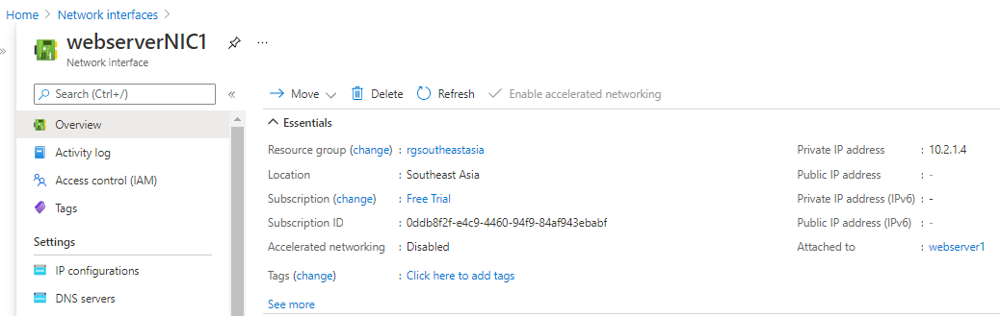 Home > Network interfaces >
»
webserverNIC1
...
Network interface
Search (Ctrl+/)
«
Overview
Activity log
Access control (IAM)
Tags
Settings
IP configurations
DNS servers
Move
Delete
Refresh
Enable accelerated networking
Essentials
Resource group (change) : rgsoutheastasia
Location : Southeast Asia
Subscription (change) : Free Trial
Subscription ID : 0ddb8f2f-e4c9-4460-94f9-84af943ebabf
Accelerated networking : Disabled
Tags (change) : Click here to add tags
See more
Private IP address : 10.2.1.4
Public IP address : -
Private IP address (IPv6) : -
Public IP address (IPv6) : -
Attached to : webserver1